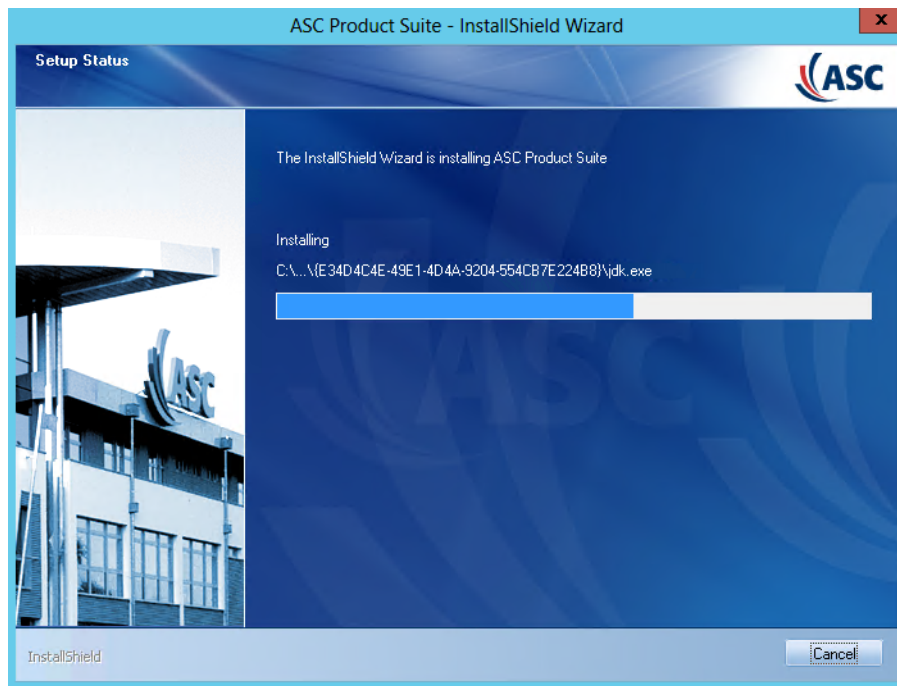 ASC Product Suite - InstallShield Wizard
x
Setup Status
ASC
The InstallShield Wizard is installing ASC Product Suite
Installing
C:\...\{E34D4C4E-49E1-4D4A-9204-554CB7E224B8}\jdk.exe
ASC
ASC
InstallShield
Cancel